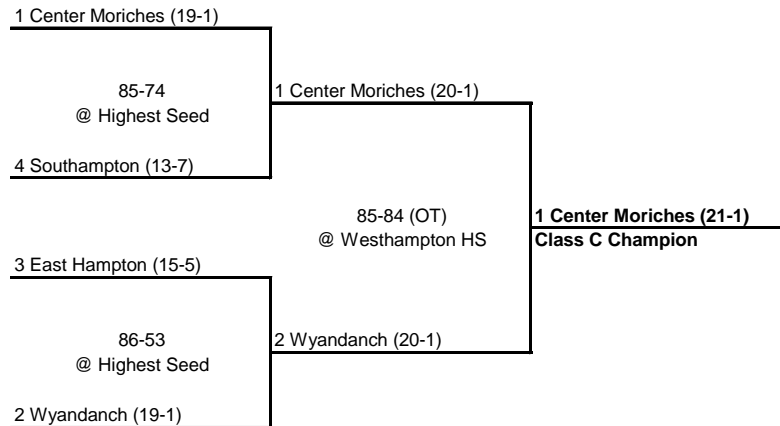 1 Center Moriches (19-1)
85-74
@ Highest Seed
1 Center Moriches (20-1)
4 Southampton (13-7)
85-84 (OT)
@ Westhampton HS
1 Center Moriches (21-1)
Class C Champion
3 East Hampton (15-5)
86-53
@ Highest Seed
2 Wyandanch (20-1)
2 Wyandanch (19-1)